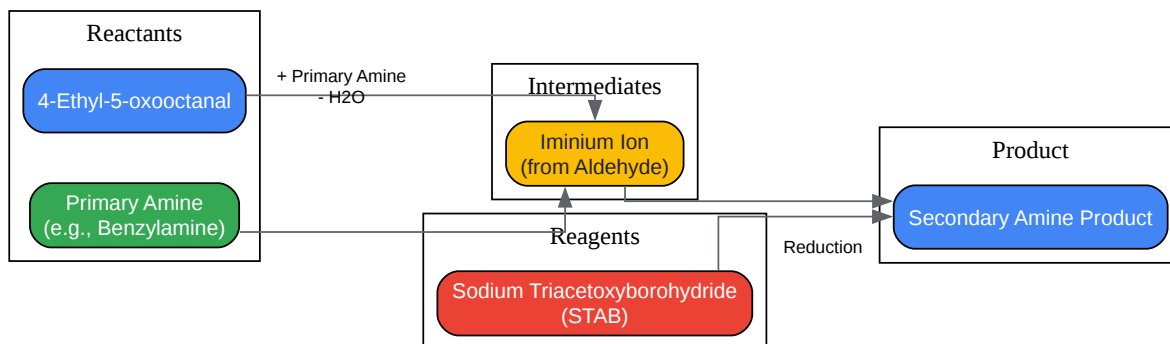 Reactants
4-Ethyl-5-oxooctanal
+ Primary Amine
- H2O
Primary Amine
(e.g., Benzylamine)
Intermediates
Iminium Ion
(from Aldehyde)
Reagents
Sodium Triacetoxyborohydride
(STAB)
Reduction
Product
Secondary Amine Product